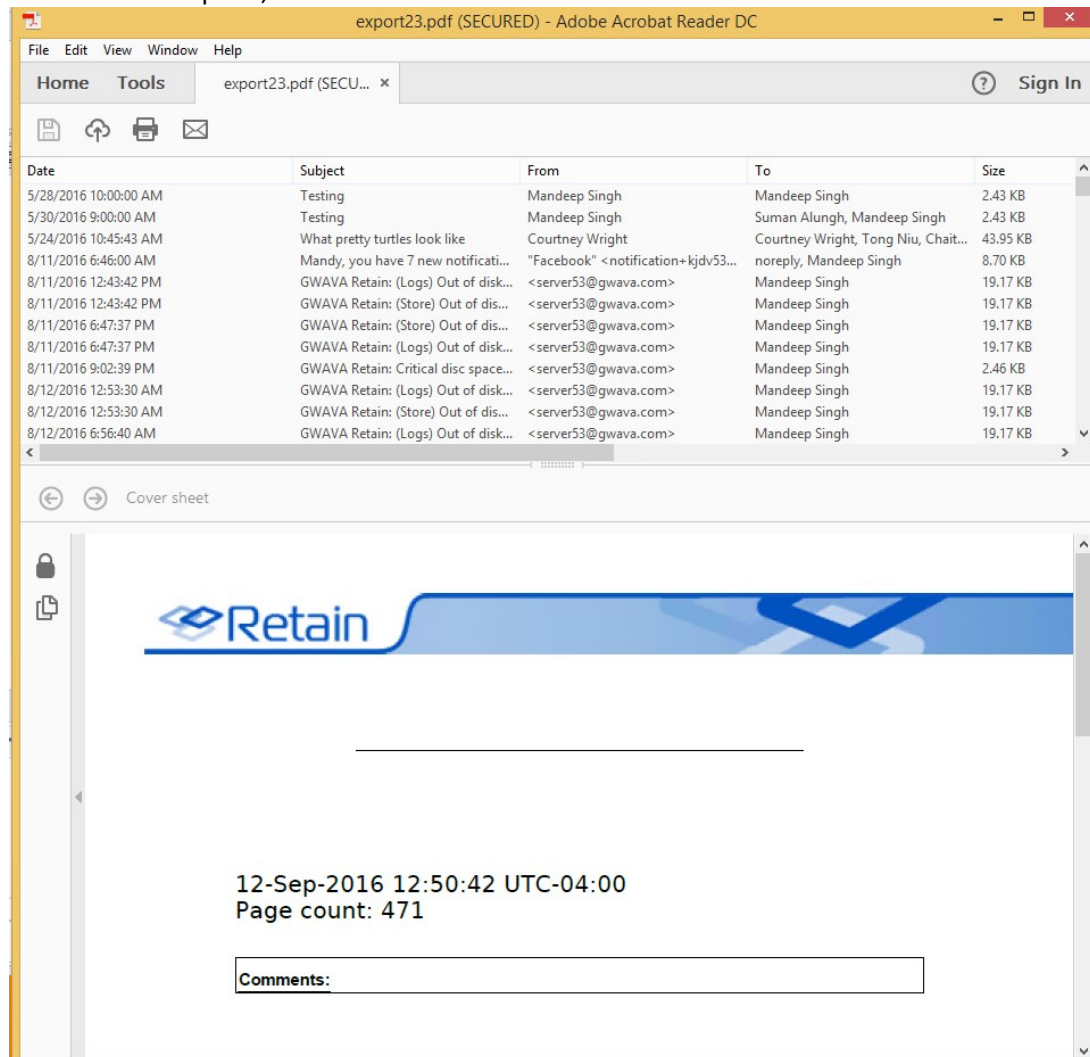 export23.pdf (SECURED) - Adobe Acrobat Reader DC
File Edit View Window Help
Home Tools export23.pdf (SECU... × ? Sign In
Date Subject From To Size
5/28/2016 10:00:00 AM Testing Mandeep Singh Mandeep Singh 2.43 KB
5/30/2016 9:00:00 AM Testing Mandeep Singh Suman Alungh, Mandeep Singh 2.43 KB
5/24/2016 10:45:43 AM What pretty turtles look like Courtney Wright Courtney Wright, Tong Niu, Chait... 43.95 KB
8/11/2016 6:46:00 AM Mandy, you have 7 new notificati... "Facebook" <notification+kjdv53... noreply, Mandeep Singh 8.70 KB
8/11/2016 12:43:42 PM GWAVA Retain: (Logs) Out of disk... <server53@gwava.com> Mandeep Singh 19.17 KB
8/11/2016 12:43:42 PM GWAVA Retain: (Store) Out of dis... <server53@gwava.com> Mandeep Singh 19.17 KB
8/11/2016 6:47:37 PM GWAVA Retain: (Store) Out of dis... <server53@gwava.com> Mandeep Singh 19.17 KB
8/11/2016 6:47:37 PM GWAVA Retain: (Logs) Out of disk... <server53@gwava.com> Mandeep Singh 19.17 KB
8/11/2016 9:02:39 PM GWAVA Retain: Critical disc space... <server53@gwava.com> Mandeep Singh 2.46 KB
8/12/2016 12:53:30 AM GWAVA Retain: (Logs) Out of disk... <server53@gwava.com> Mandeep Singh 19.17 KB
8/12/2016 12:53:30 AM GWAVA Retain: (Store) Out of dis... <server53@gwava.com> Mandeep Singh 19.17 KB
8/12/2016 6:56:40 AM GWAVA Retain: (Logs) Out of disk... <server53@gwava.com> Mandeep Singh 19.17 KB
Cover sheet
Retain
12-Sep-2016 12:50:42 UTC-04:00
Page count: 471
Comments: